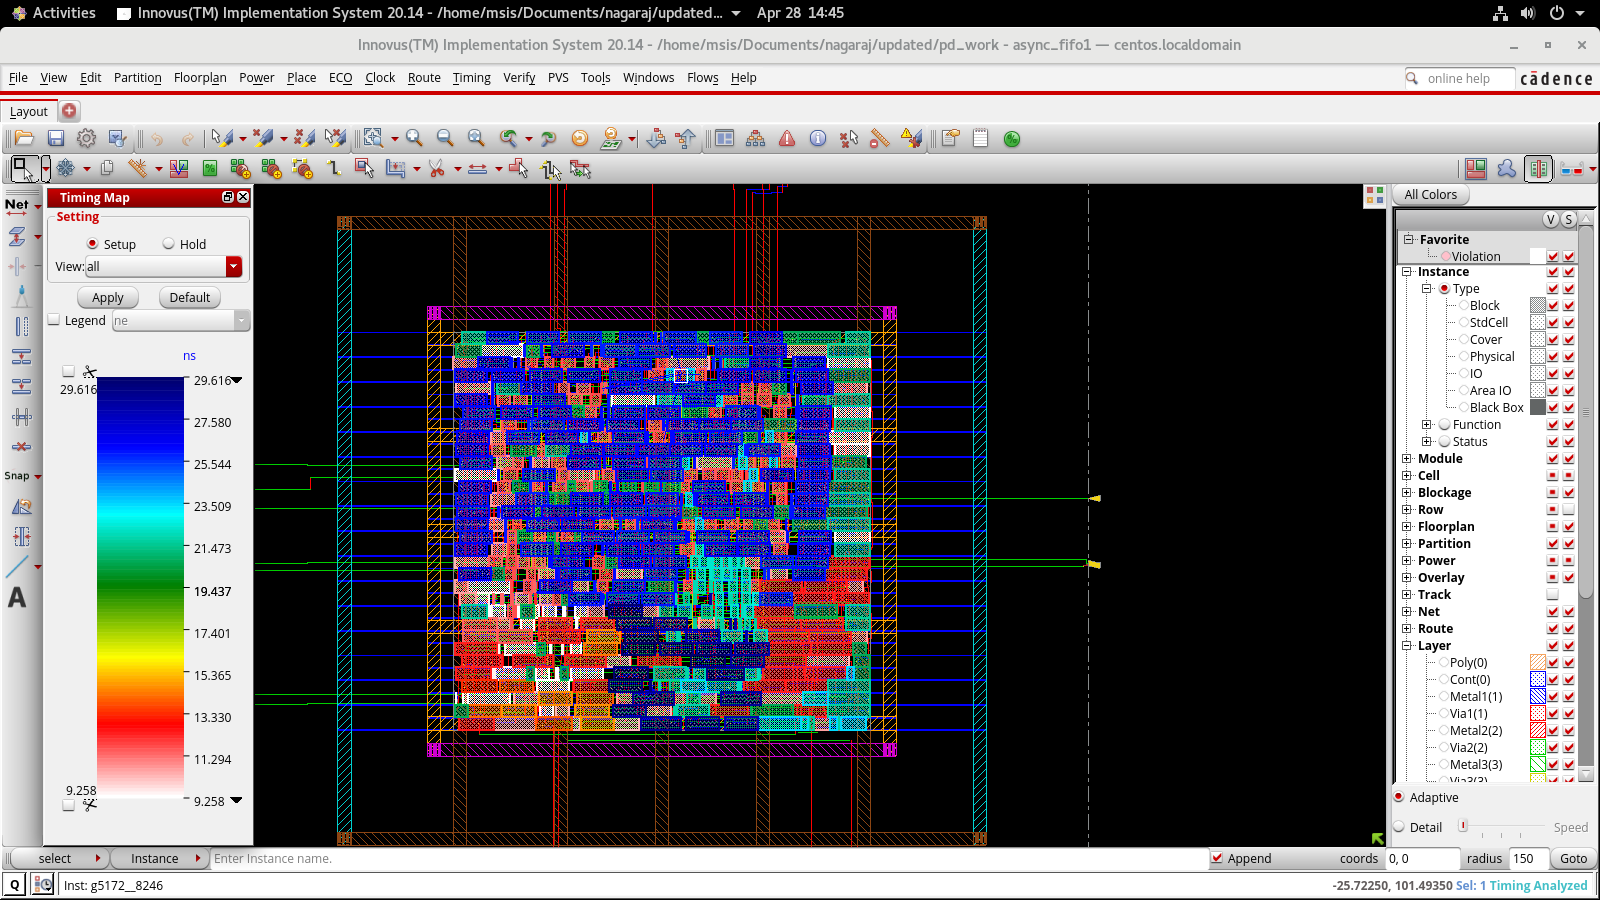 Activities
Innovus(TM) Implementation System 20.14 - /home/msis/Documents/nagaraj/updated…
Apr 28 14:45
Innovus(TM) Implementation System 20.14 - /home/msis/Documents/nagaraj/updated/pd_work - async_fifo1 — centos.localdomain
File View Edit Partition Floorplan Power Place ECO Clock Route Timing Verify PVS Tools Windows Flows Help
online help
cādence
Layout
Net
Snap
A
Timing Map
Setting
Setup Hold
View: all
Apply Default
Legend ne
ns
29.616
29.616
27.580
25.544
23.509
21.473
19.437
17.401
15.365
13.330
11.294
9.258
9.258
All Colors
V S
Favorite
Violation
Instance
Type
Block
StdCell
Cover
Physical
IO
Area IO
Black Box
Function
Status
Module
Cell
Blockage
Row
Floorplan
Partition
Power
Overlay
Track
Net
Route
Layer
Poly(0)
Cont(0)
Metal1(1)
Via1(1)
Metal2(2)
Via2(2)
Metal3(3)
Via3(3)
Adaptive
Detail Speed
select Instance Enter Instance name. Append coords 0, 0 radius 150 Goto
Q Inst: g5172__8246 -25.72250, 101.49350 Sel: 1 Timing Analyzed